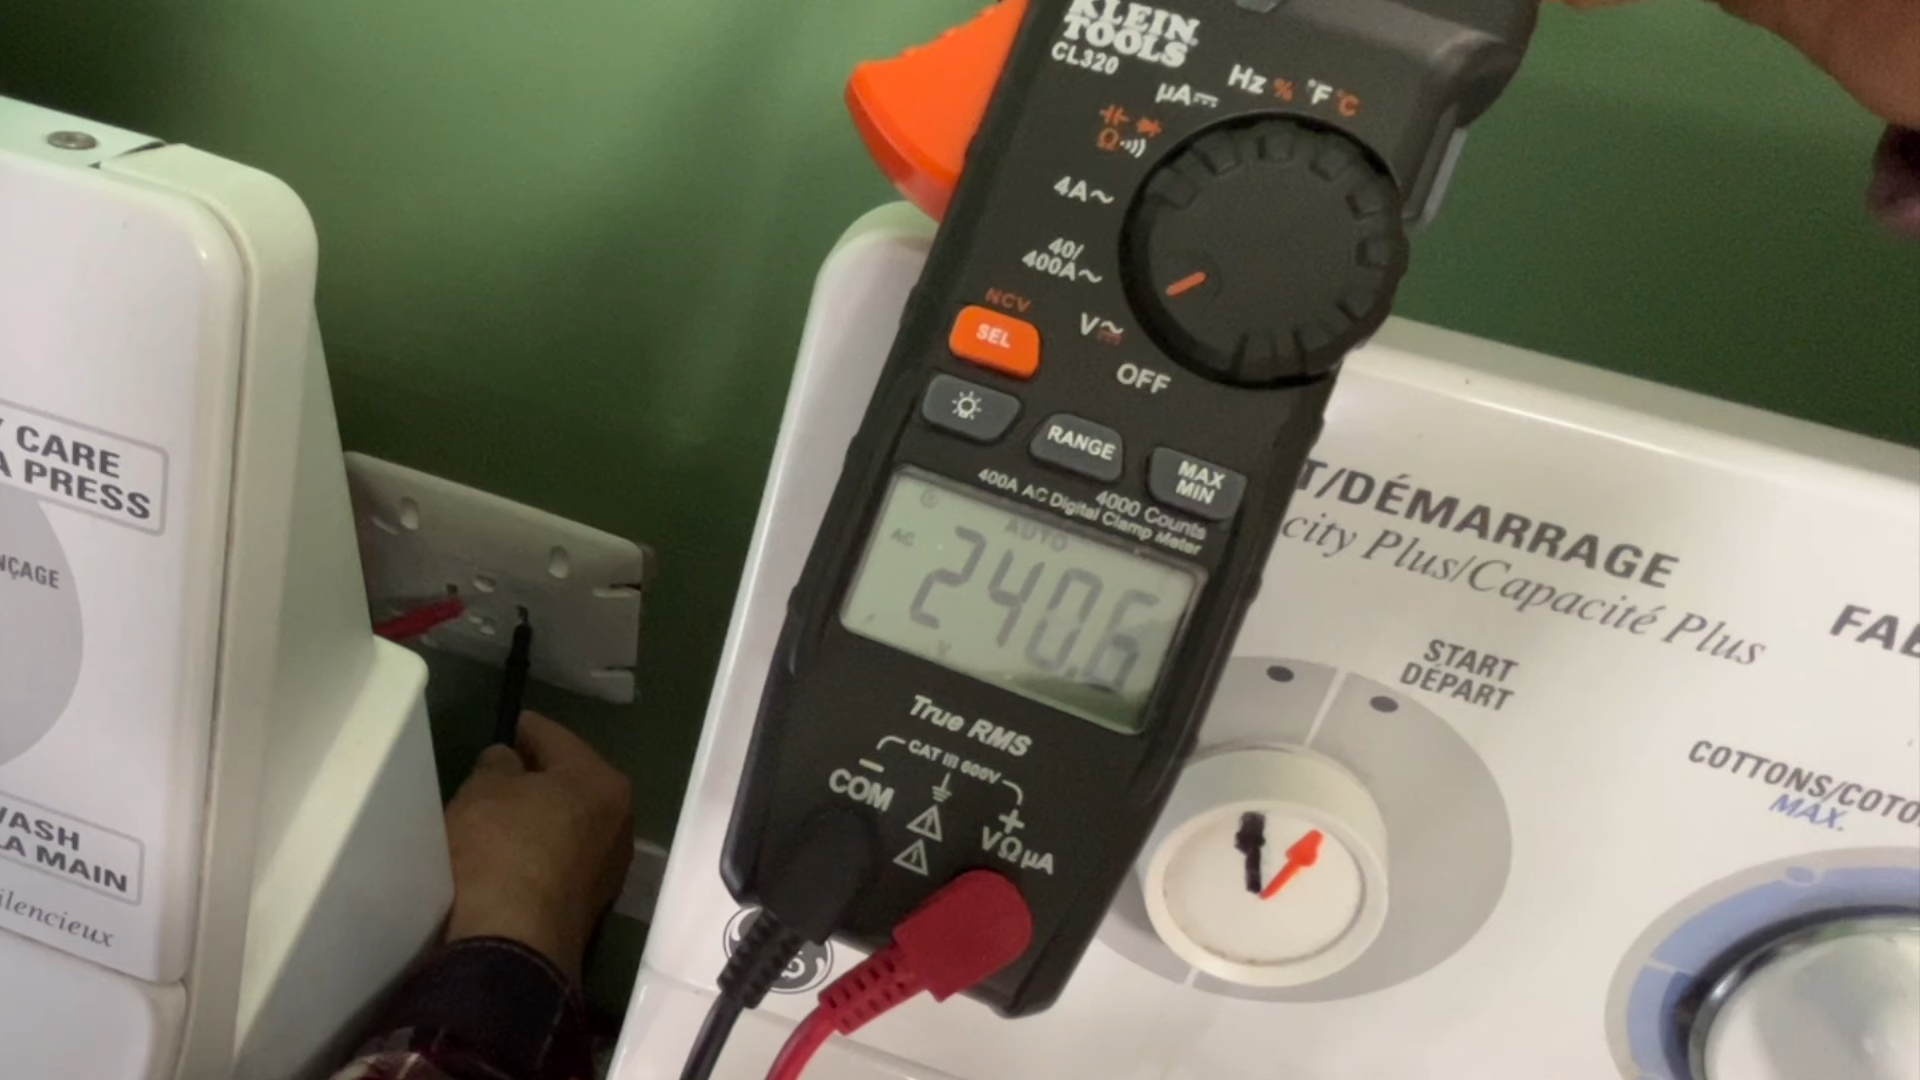 KLEIN
TOOLS
CL320
Hz % °F °C
µA
Ω
4A~
40/
400A~
NCV
SEL
V
OFF
RANGE
MAX
MIN
400A AC Digital Clamp Meter
4000 Counts
AUTO
AC
240.6
V
True RMS
CAT III 600V
COM
+
VΩµA
CARE
A PRESS
NÇAGE
WASH
LA MAIN
ilencieux
T/DÉMARRAGE
city Plus/Capacité Plus
START
DÉPART
FAB
COTTONS/COTO
MAX.